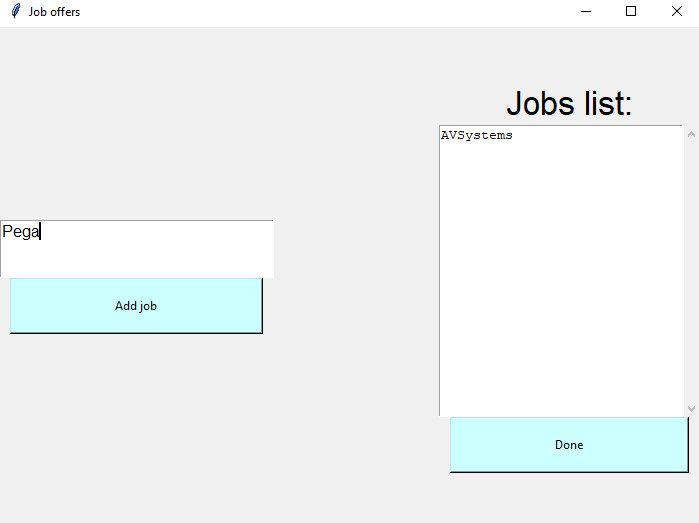 Job offers
Jobs list:
AVSystems
Pega
Add job
Done